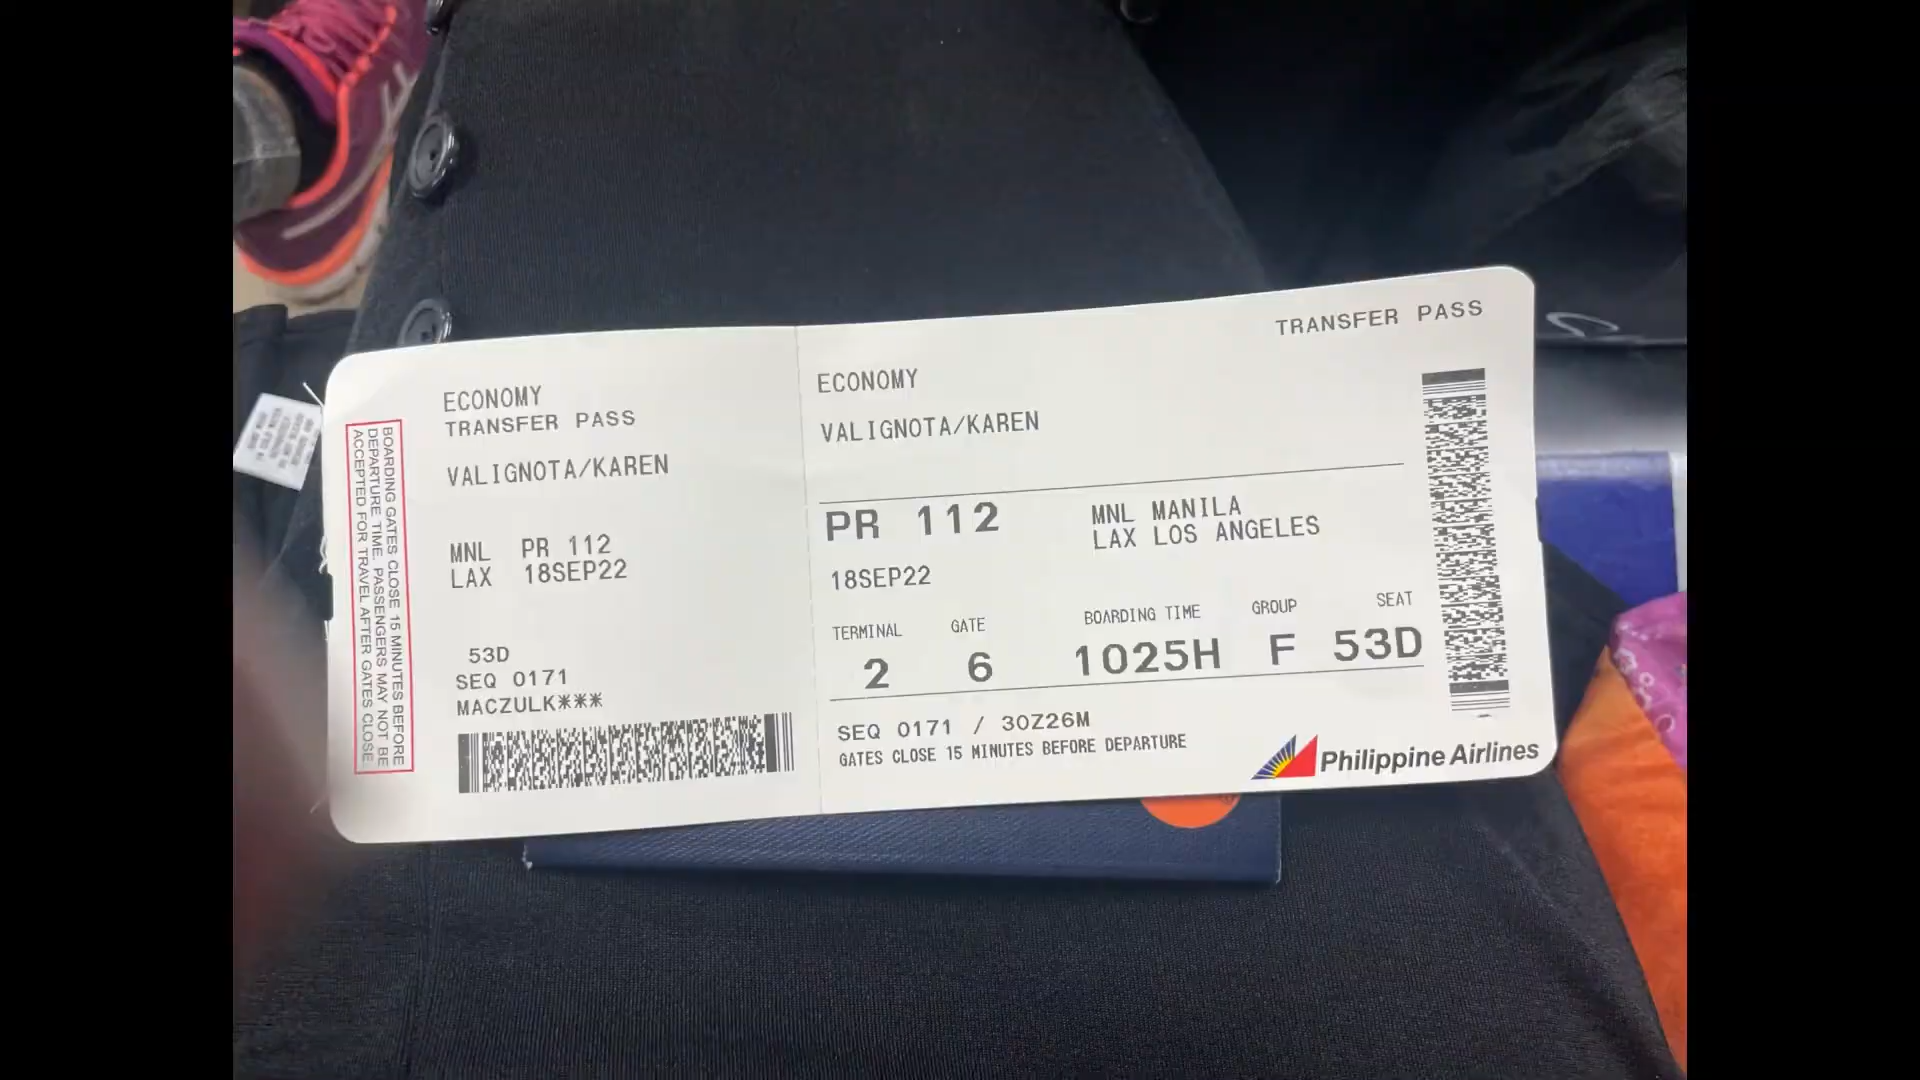 ECONOMY
TRANSFER PASS
VALIGNOTA/KAREN
MNL PR 112
LAX 18SEP22
53D
SEQ 0171
MACZULK***
BOARDING GATES CLOSE 15 MINUTES BEFORE
DEPARTURE TIME. PASSENGERS MAY NOT BE
ACCEPTED FOR TRAVEL AFTER GATES CLOSE.
TRANSFER PASS
ECONOMY
VALIGNOTA/KAREN
PR 112
MNL MANILA
LAX LOS ANGELES
18SEP22
TERMINAL GATE BOARDING TIME GROUP SEAT
2 6 1025H F 53D
SEQ 0171 / 30Z26M
GATES CLOSE 15 MINUTES BEFORE DEPARTURE
Philippine Airlines